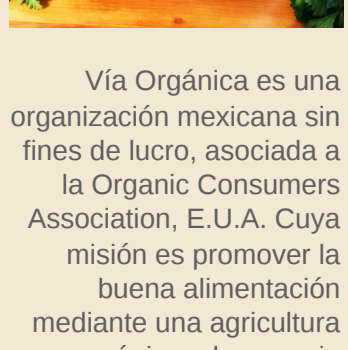 Vía Orgánica es una
organización mexicana sin
fines de lucro, asociada a
la Organic Consumers
Association, E.U.A. Cuya
misión es promover la
buena alimentación
mediante una agricultura